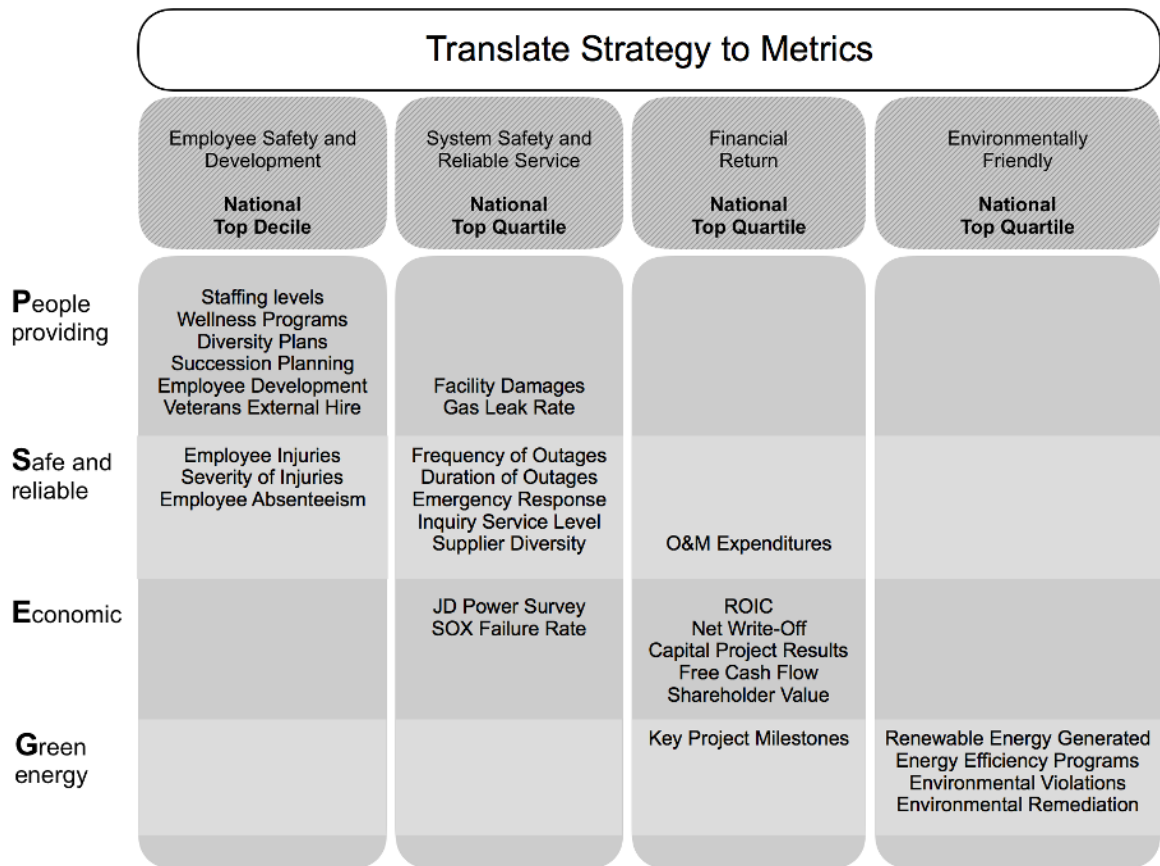 Translate Strategy to Metrics
Employee Safety and
Development
National
Top Decile
System Safety and
Reliable Service
National
Top Quartile
Financial
Return
National
Top Quartile
Environmentally
Friendly
National
Top Quartile
People
providing
Staffing levels
Wellness Programs
Diversity Plans
Succession Planning
Employee Development
Veterans External Hire
Facility Damages
Gas Leak Rate
Safe and
reliable
Employee Injuries
Severity of Injuries
Employee Absenteeism
Frequency of Outages
Duration of Outages
Emergency Response
Inquiry Service Level
Supplier Diversity
O&M Expenditures
Economic
JD Power Survey
SOX Failure Rate
ROIC
Net Write-Off
Capital Project Results
Free Cash Flow
Shareholder Value
Green
energy
Key Project Milestones
Renewable Energy Generated
Energy Efficiency Programs
Environmental Violations
Environmental Remediation